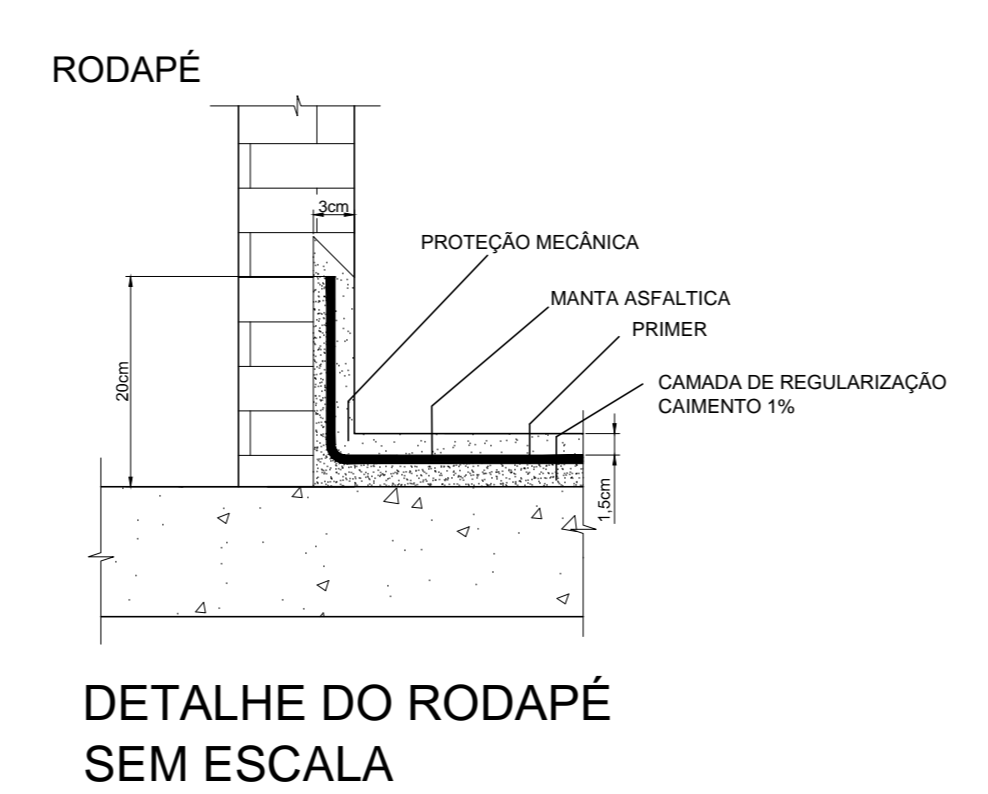 RODAPÉ
3cm
PROTEÇÃO MECÂNICA
MANTA ASFALTICA
PRIMER
CAMADA DE REGULARIZAÇÃO
CAIMENTO 1%
20cm
1,5cm
DETALHE DO RODAPÉ
SEM ESCALA